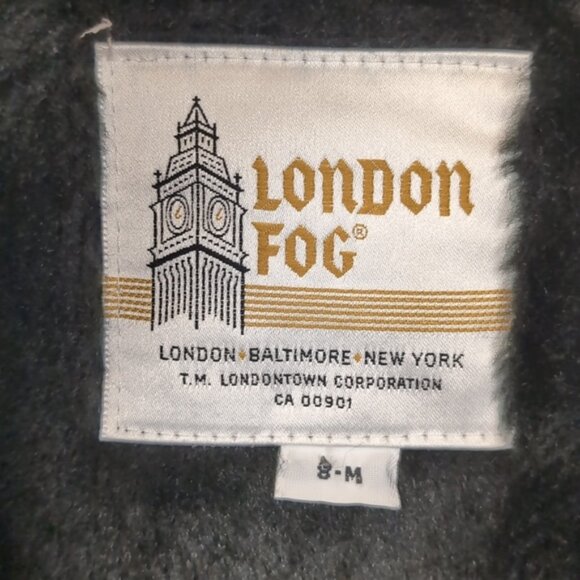 LONDON
FOG®
LONDON♦BALTIMORE♦NEW YORK
T.M. LONDONTOWN CORPORATION
CA 00901
8-M